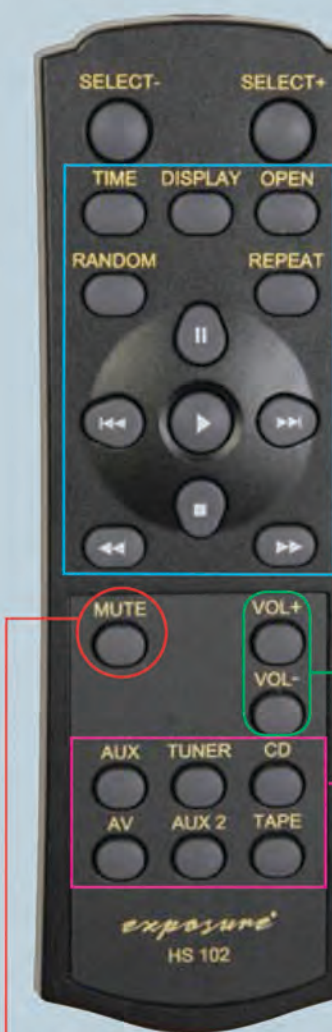 SELECT- SELECT+
TIME DISPLAY OPEN
RANDOM REPEAT
MUTE VOL+
VOL-
AUX TUNER CD
AV AUX 2 TAPE
exposure
HS 102